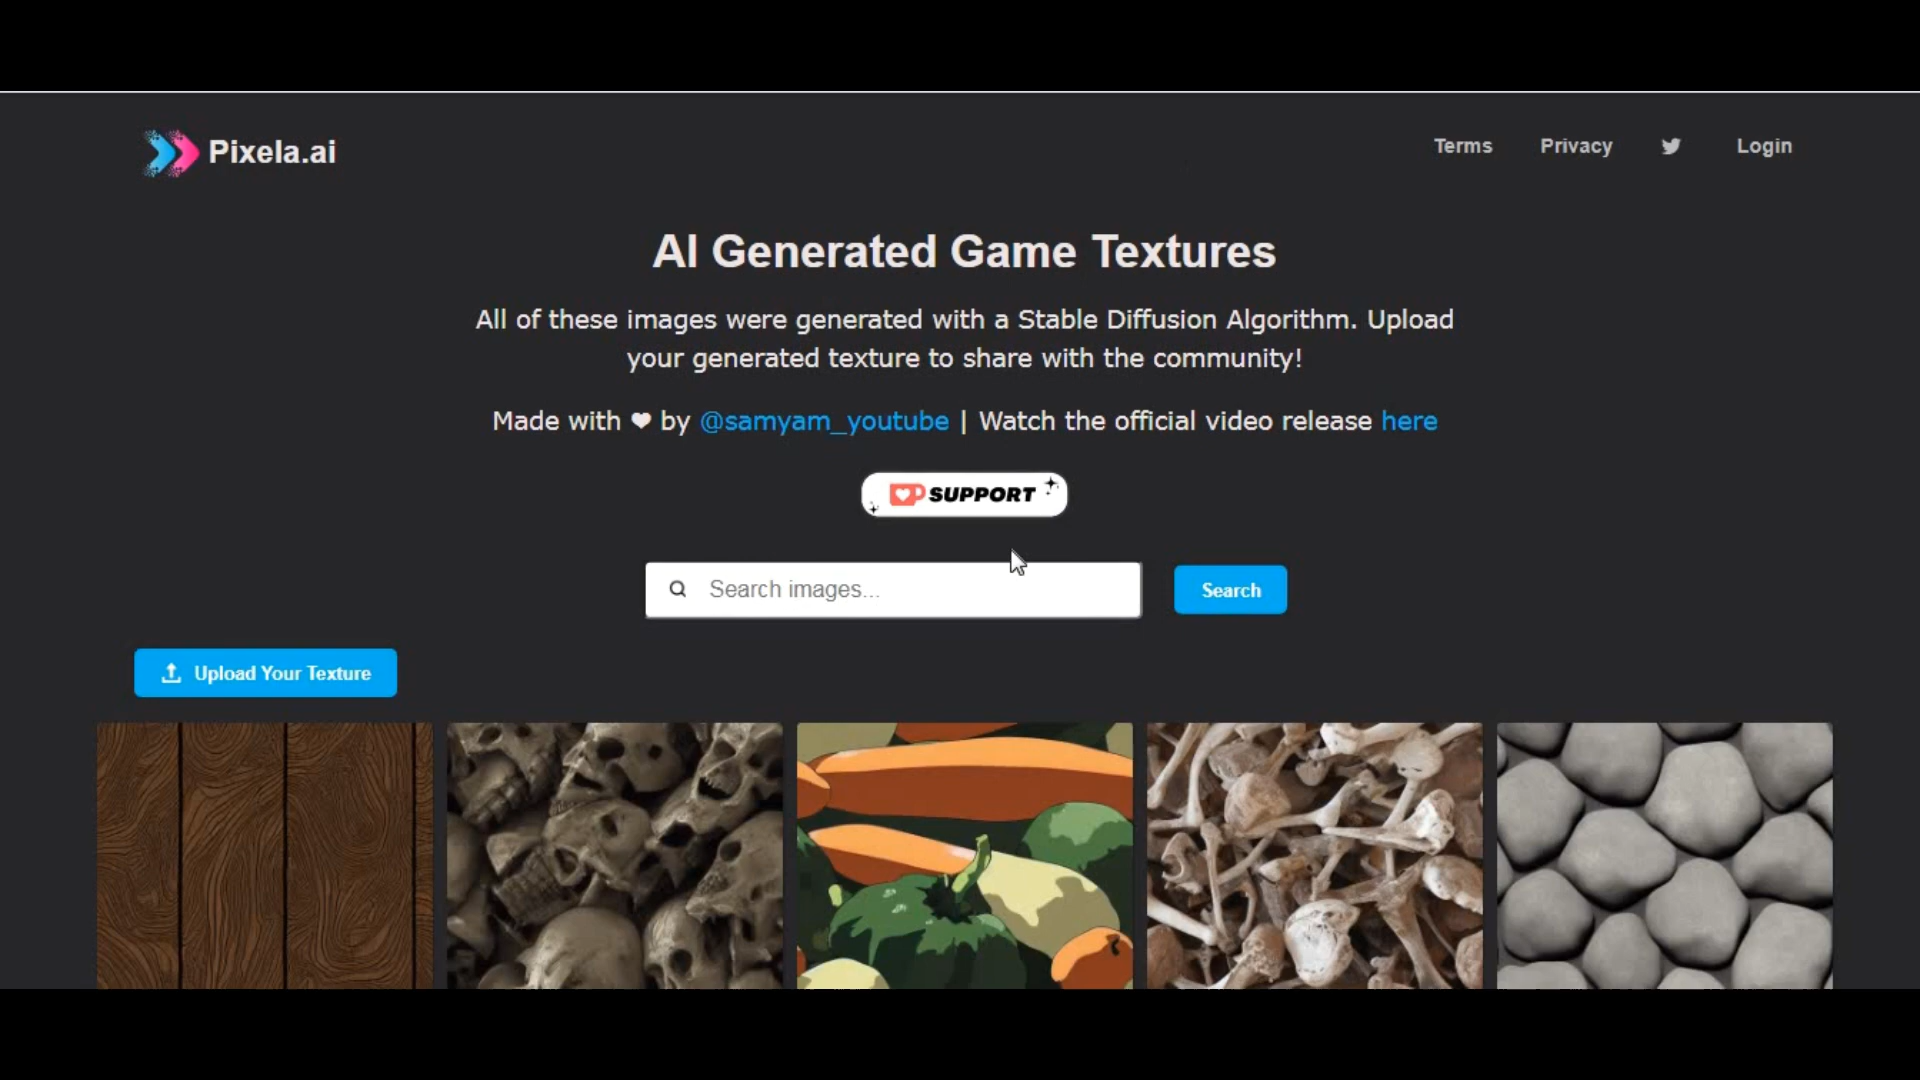 Pixela.ai
Terms
Privacy
Login
AI Generated Game Textures
All of these images were generated with a Stable Diffusion Algorithm. Upload
your generated texture to share with the community!
Made with ❤ by @samyam_youtube | Watch the official video release here
SUPPORT
Search images...
Search
Upload Your Texture